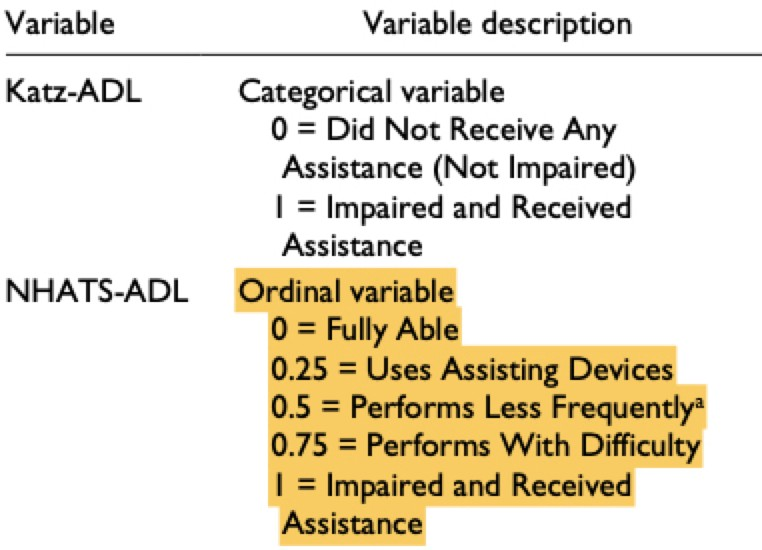 Variable Variable description
Katz-ADL Categorical variable
0 = Did Not Receive Any
Assistance (Not Impaired)
1 = Impaired and Received
Assistance
NHATS-ADL Ordinal variable
0 = Fully Able
0.25 = Uses Assisting Devices
0.5 = Performs Less Frequentlyᵃ
0.75 = Performs With Difficulty
1 = Impaired and Received
Assistance